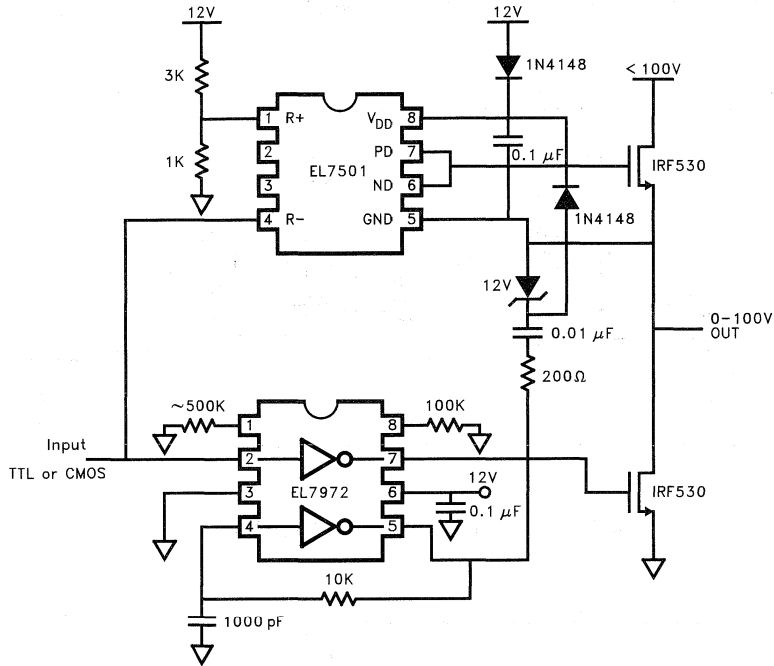 12V
12V
3K
1N4148
< 100V
1
R+
V_DD
8
2
PD
7
0.1 μF
IRF530
1K
EL7501
3
ND
6
1N4148
4
R-
GND
5
12V
0-100V
OUT
0.01 μF
200Ω
~500K
100K
1
8
Input
TTL or CMOS
2
7
12V
3
EL7972
6
IRF530
0.1 μF
4
5
10K
1000 pF